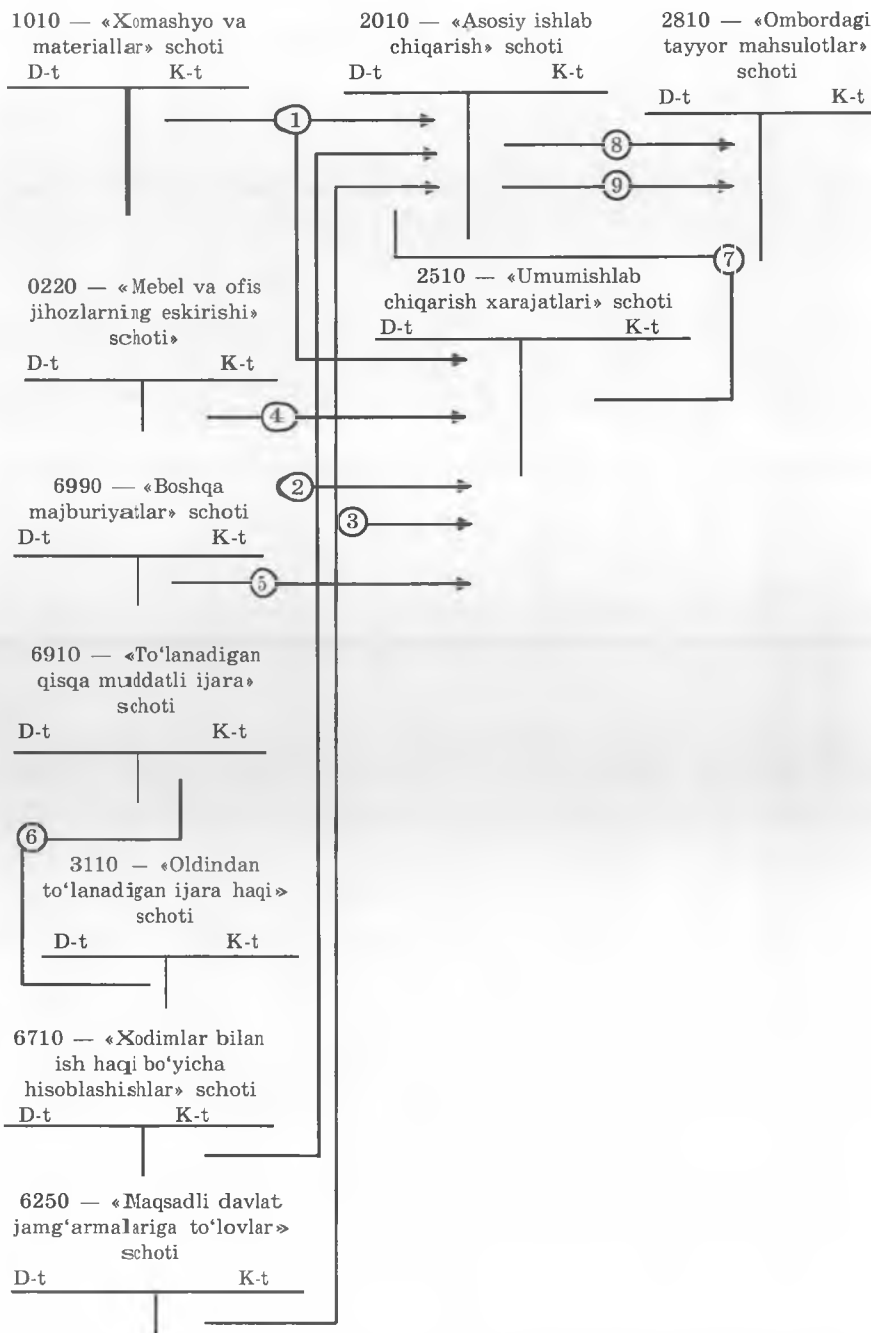 1010 — «Xomashyo va
materiallar» schoti
D-t K-t
2010 — «Asosiy ishlab
chiqarish» schoti
D-t K-t
2810 — «Ombordagi
tayyor mahsulotlar»
schoti
D-t K-t
1
8
9
7
0220 — «Mebel va ofis
jihozlarning eskirishi»
schoti»
D-t K-t
2510 — «Umumishlab
chiqarish xarajatlari» schoti
D-t K-t
4
6990 — «Boshqa
majburiyatlar» schoti
D-t K-t
2
3
5
6910 — «To‘lanadigan
qisqa muddatli ijara»
schoti
D-t K-t
6
3110 — «Oldindan
to‘lanadigan ijara haqi»
schoti
D-t K-t
6710 — «Xodimlar bilan
ish haqi bo‘yicha
hisoblashishlar» schoti
D-t K-t
6250 — «Maqsadli davlat
jamg‘armalariga to‘lovlar»
schoti
D-t K-t